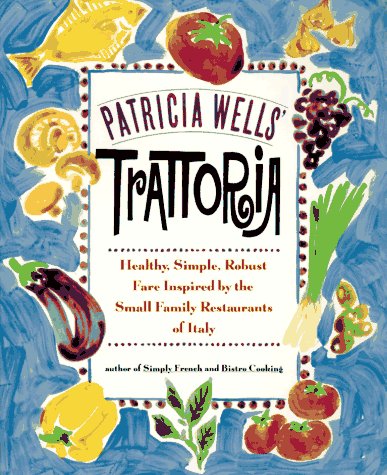 PATRICIA WELLS'
TRATTORiA
Healthy, Simple, Robust
Fare Inspired by the
Small Family Restaurants
of Italy
author of Simply French and Bistro Cooking